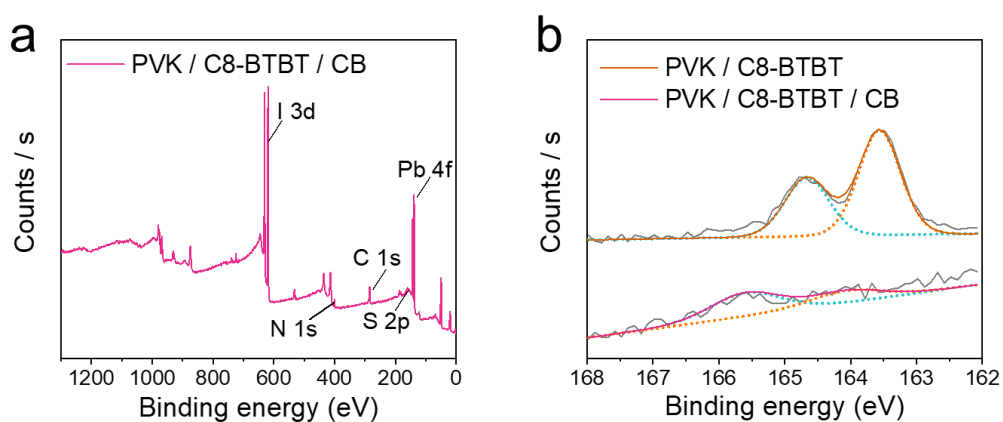 a
PVK / C8-BTBT / CB
I 3d
Pb 4f
C 1s
N 1s
S 2p
Counts / s
1200 1000 800 600 400 200 0
Binding energy (eV)
b
PVK / C8-BTBT
PVK / C8-BTBT / CB
Counts / s
168 167 166 165 164 163 162
Binding energy (eV)